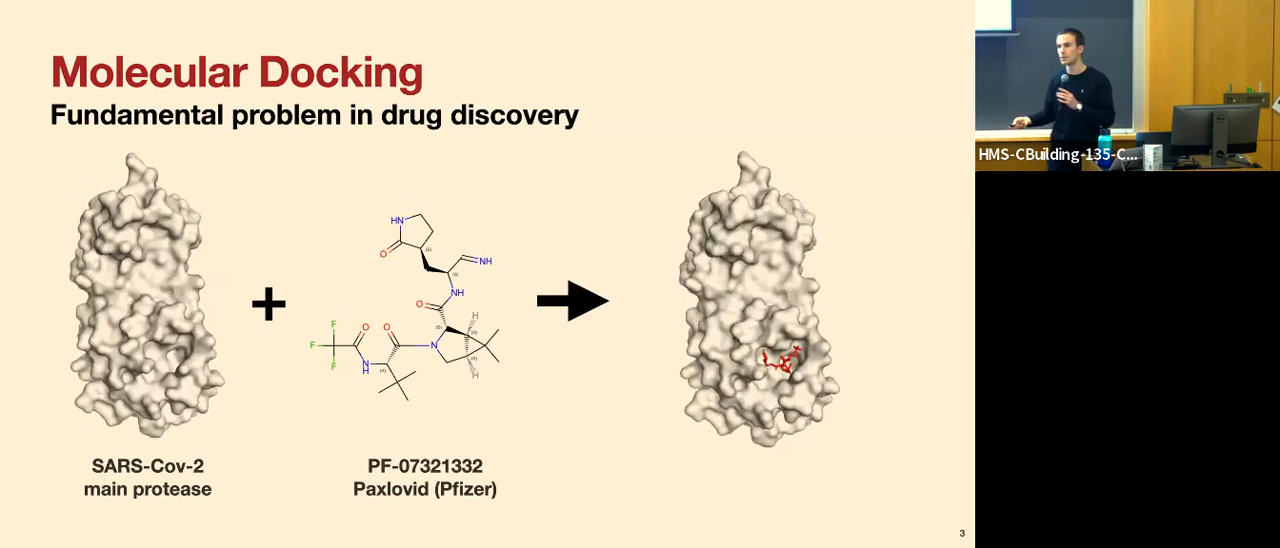 Molecular Docking
Fundamental problem in drug discovery
HN
O
(S)
NH
(S)
NH
O
H
F
O
O
(R)
(S)
F
N
F
N
H
(S)
H
SARS-Cov-2
main protease
PF-07321332
Paxlovid (Pfizer)
3
HMS-CBuilding-135-C...